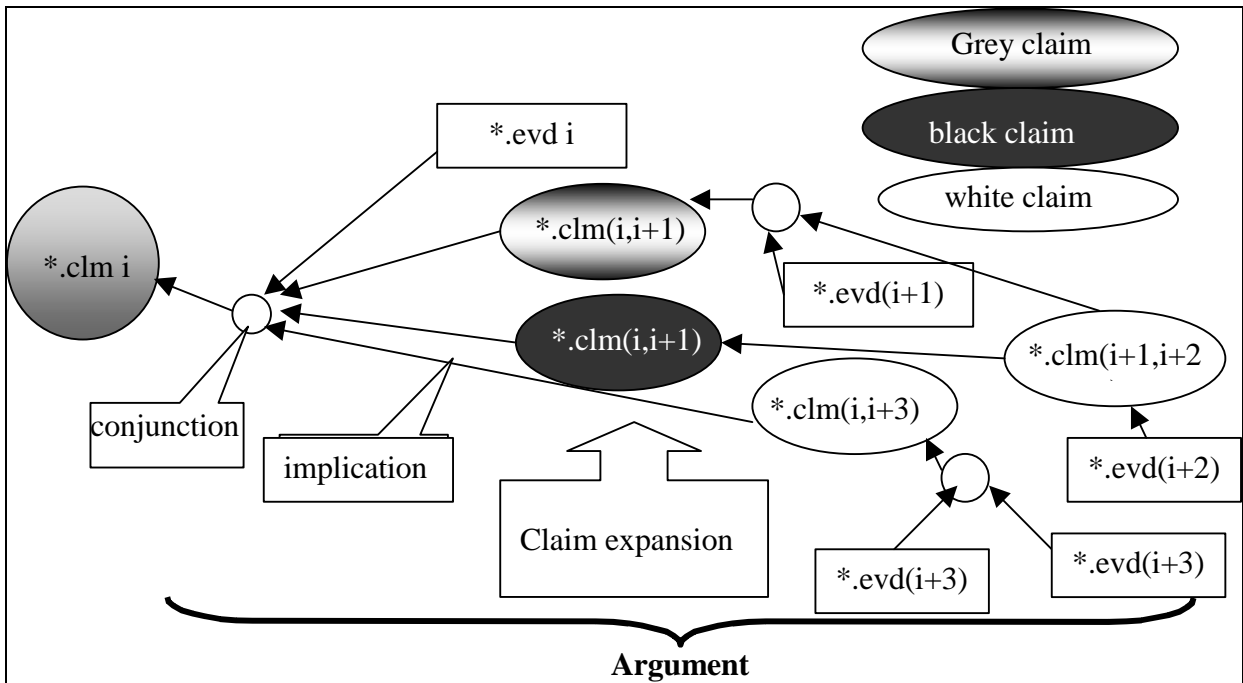 Grey claim
black claim
white claim
*.evd i
*.clm i
*.clm(i,i+1)
*.evd(i+1)
*.clm(i,i+1)
*.clm(i+1,i+2
*.clm(i,i+3)
conjunction
implication
*.evd(i+2)
Claim expansion
*.evd(i+3)
*.evd(i+3)
Argument